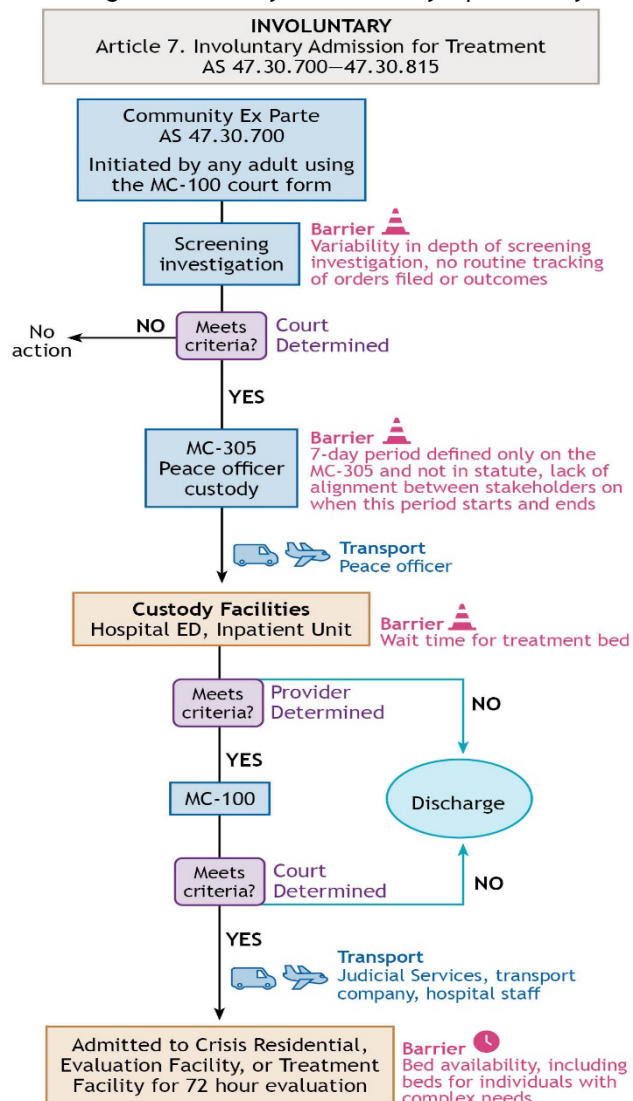 INVOLUNTARY
Article 7. Involuntary Admission for Treatment
AS 47.30.700—47.30.815
Community Ex Parte
AS 47.30.700
Initiated by any adult using
the MC-100 court form
Screening
investigation
Barrier
Variability in depth of screening
investigation, no routine tracking
of orders filed or outcomes
No
action
NO
Meets
criteria?
Court
Determined
YES
MC-305
Peace officer
custody
Barrier
7-day period defined only on the
MC-305 and not in statute, lack of
alignment between stakeholders on
when this period starts and ends
Transport
Peace officer
Custody Facilities
Hospital ED, Inpatient Unit
Barrier
Wait time for treatment bed
Meets
criteria?
Provider
Determined
NO
YES
MC-100
Discharge
Meets
criteria?
Court
Determined
NO
YES
Transport
Judicial Services, transport
company, hospital staff
Admitted to Crisis Residential,
Evaluation Facility, or Treatment
Facility for 72 hour evaluation
Barrier
Bed availability, including
beds for individuals with
complex needs